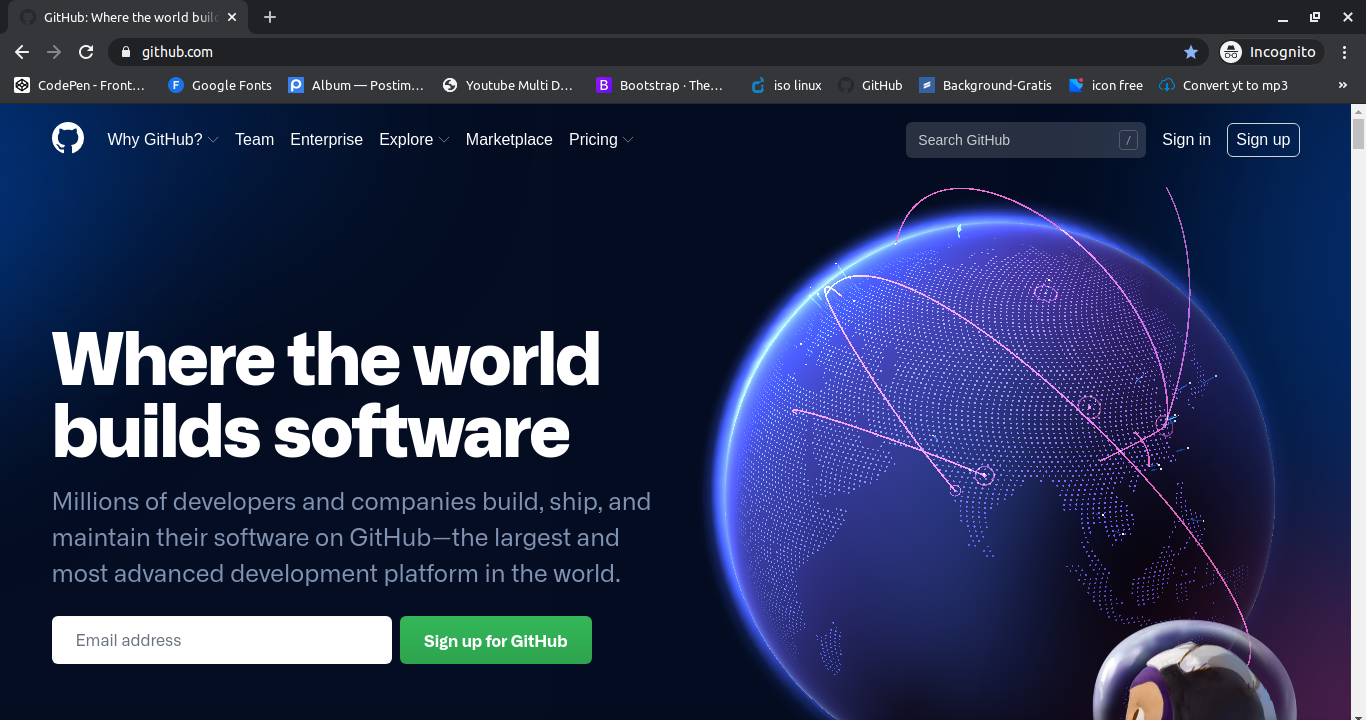 GitHub: Where the world buil
github.com
Incognito
CodePen - Front…
Google Fonts
Album — Postim…
Youtube Multi D…
Bootstrap · The…
iso linux
GitHub
Background-Gratis
icon free
Convert yt to mp3
»
Why GitHub?
Team
Enterprise
Explore
Marketplace
Pricing
Search GitHub
/
Sign in
Sign up
Where the world
builds software
Millions of developers and companies build, ship, and
maintain their software on GitHub—the largest and
most advanced development platform in the world.
Email address
Sign up for GitHub